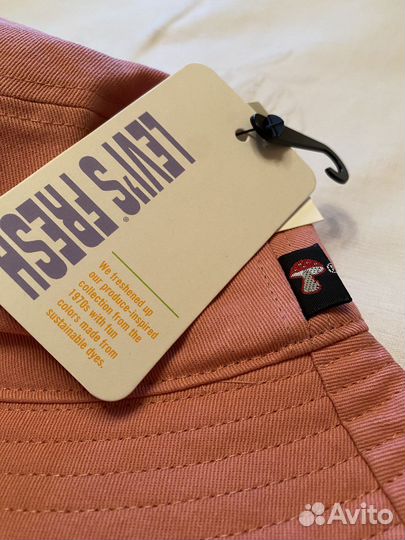 LEVI'S FRESH®
We freshened up
our produce-inspired
collection from the
1970s with fun
colors made from
sustainable dyes.
®
Avito